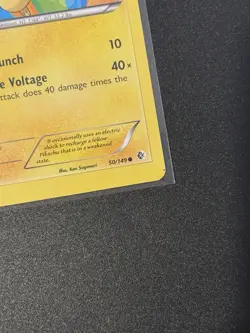 unch 10
e Voltage 40×
ttack does 40 damage times the
It occasionally uses an electric
shock to recharge a fellow
Pikachu that is in a weakened
state.
Illus. Ken Sugimori
50/149